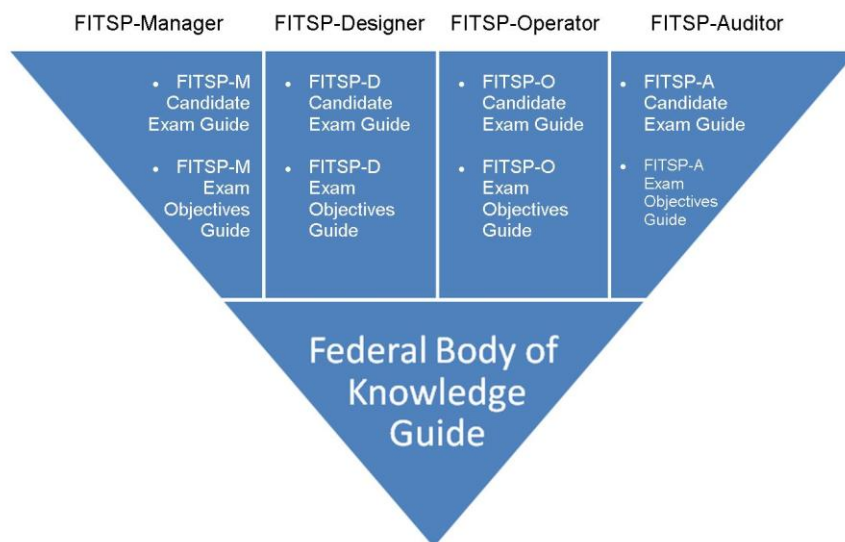 FITSP-Manager
FITSP-Designer
FITSP-Operator
FITSP-Auditor
• FITSP-M
Candidate
Exam Guide
• FITSP-M
Exam
Objectives
Guide
• FITSP-D
Candidate
Exam Guide
• FITSP-D
Exam
Objectives
Guide
• FITSP-O
Candidate
Exam Guide
• FITSP-O
Exam
Objectives
Guide
• FITSP-A
Candidate
Exam Guide
• FITSP-A
Exam
Objectives
Guide
Federal Body of
Knowledge
Guide